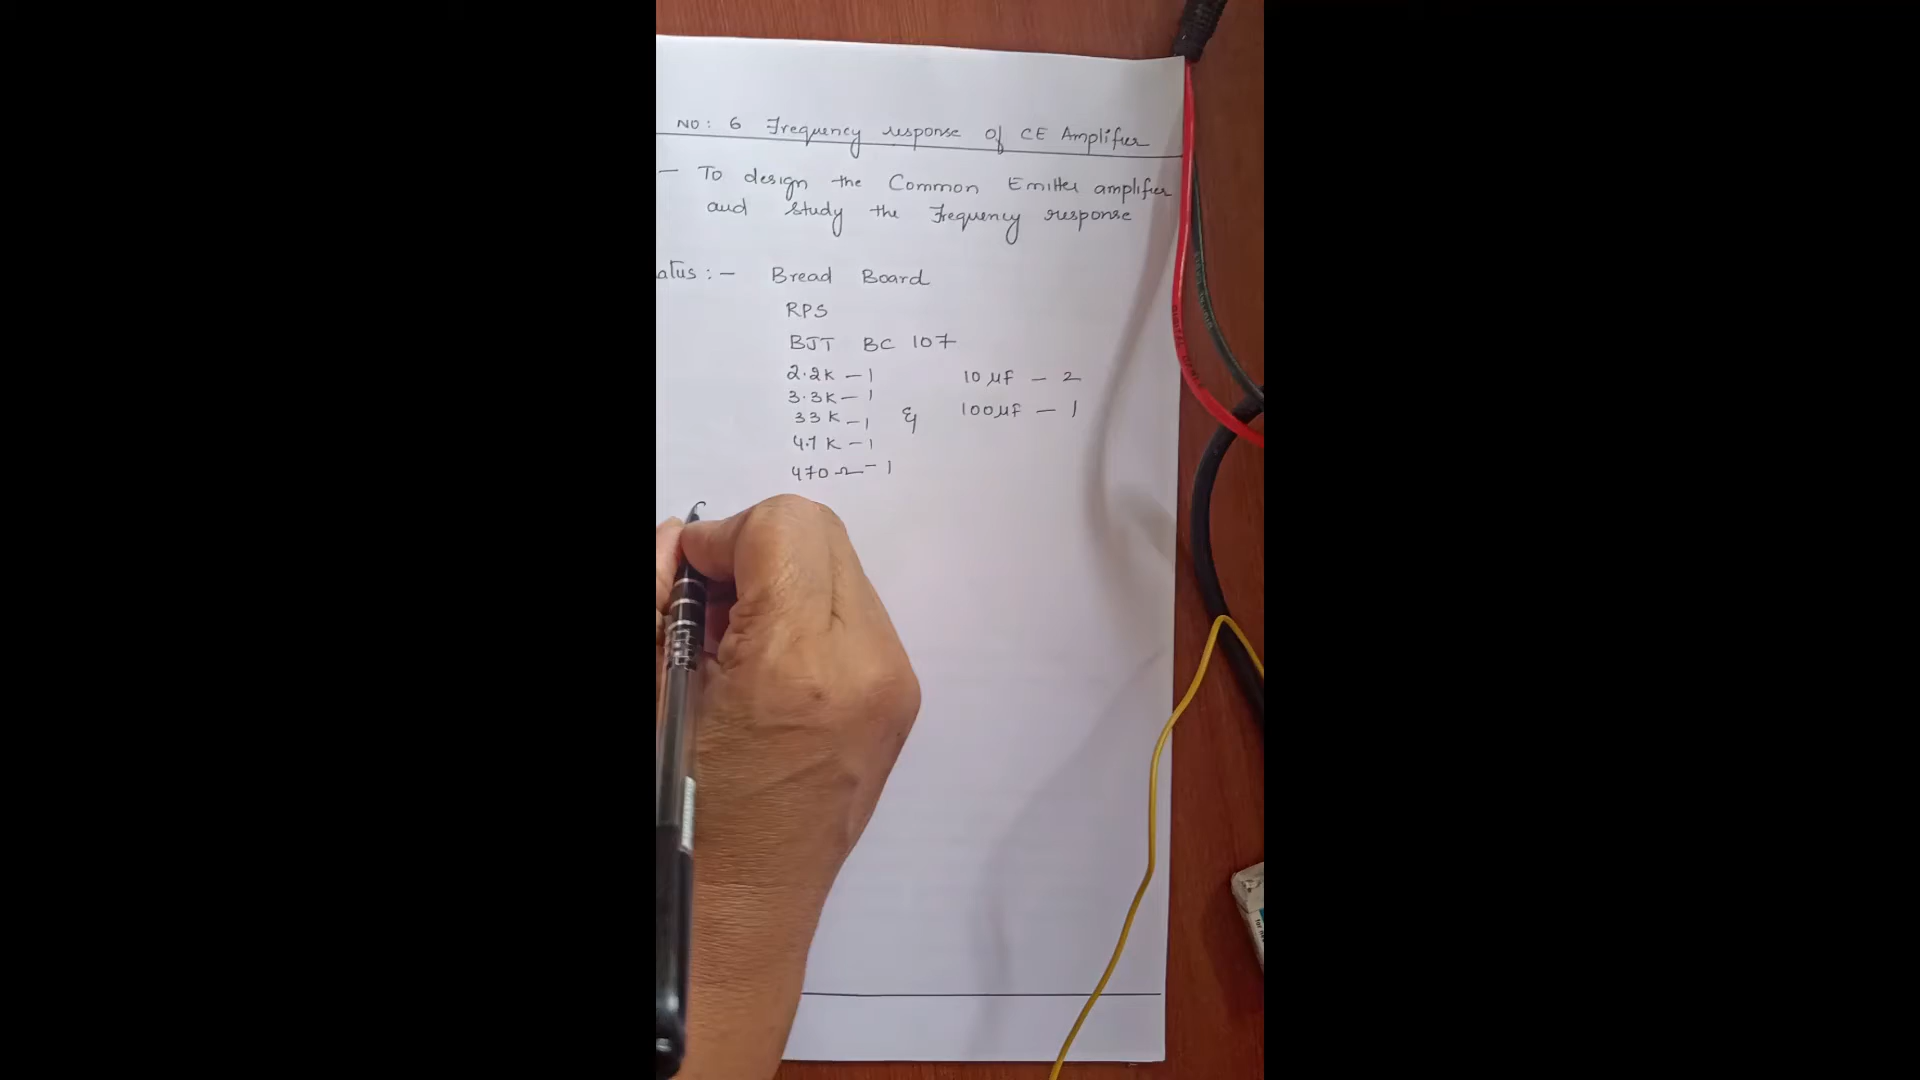 NO: 6 Frequency response of CE Amplifier
- To design the Common Emitter amplifier
and study the Frequency response
atus :- Bread Board
RPS
BJT BC 107
2.2K - 1 10 µf - 2
3.3K - 1
33 K - 1 & 100µf - 1
4.7 K - 1
470 Ω - 1